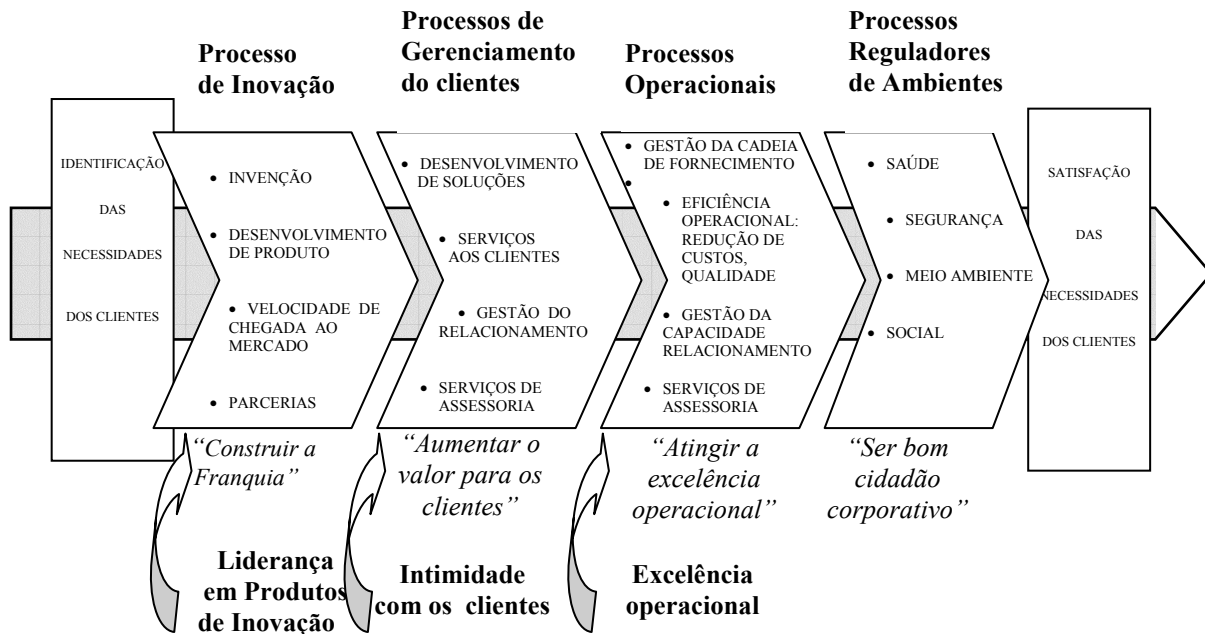 Processo
de Inovação
Processos de
Gerenciamento
do clientes
Processos
Operacionais
Processos
Reguladores
de Ambientes
IDENTIFICAÇÃO
DAS
NECESSIDADES
DOS CLIENTES
• INVENÇÃO
• DESENVOLVIMENTO
DE PRODUTO
• VELOCIDADE DE
CHEGADA AO
MERCADO
• PARCERIAS
• DESENVOLVIMENTO
DE SOLUÇÕES
• SERVIÇOS
AOS CLIENTES
• GESTÃO DO
RELACIONAMENTO
• SERVIÇOS DE
ASSESSORIA
• GESTÃO DA CADEIA
DE FORNECIMENTO
•
• EFICIÊNCIA
OPERACIONAL:
REDUÇÃO DE
CUSTOS,
QUALIDADE
• GESTÃO DA
CAPACIDADE
RELACIONAMENTO
• SERVIÇOS DE
ASSESSORIA
• SAÚDE
• SEGURANÇA
• MEIO AMBIENTE
• SOCIAL
SATISFAÇÃO
DAS
NECESSIDADES
DOS CLIENTES
“Construir a
Franquia”
“Aumentar o
valor para os
clientes”
“Atingir a
excelência
operacional”
“Ser bom
cidadão
corporativo”
Liderança
em Produtos
de Inovação
Intimidade
com os clientes
Excelência
operacional